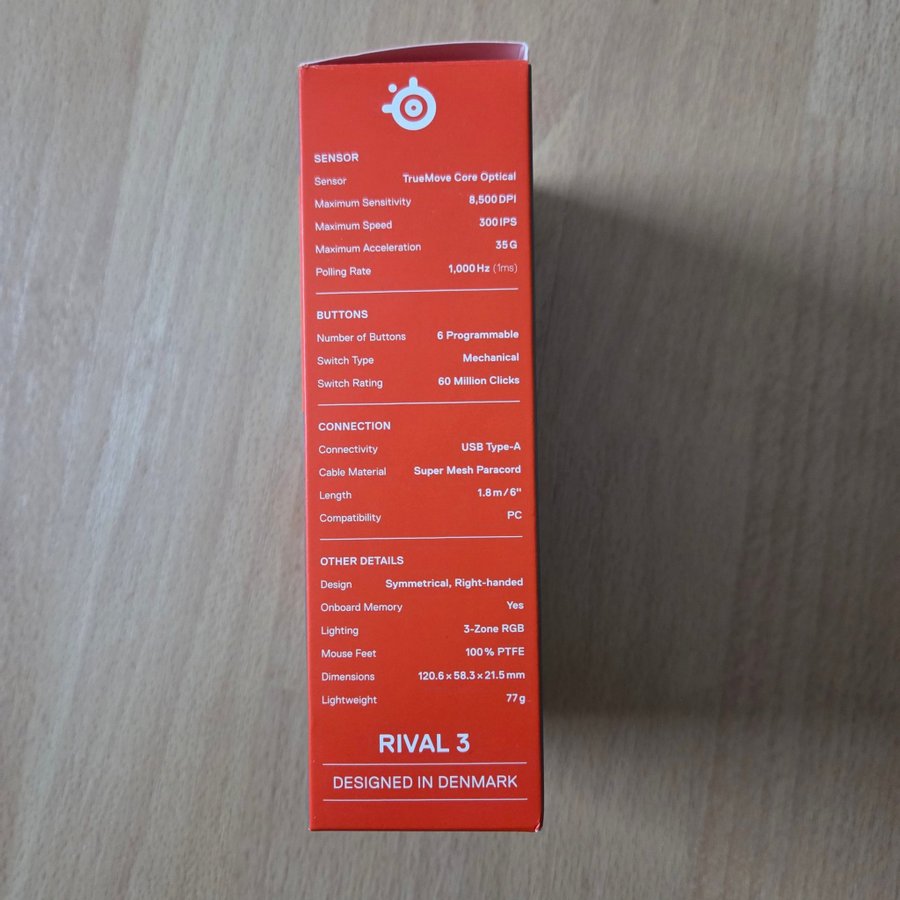 SENSOR
Sensor TrueMove Core Optical
Maximum Sensitivity 8,500 DPI
Maximum Speed 300 IPS
Maximum Acceleration 35 G
Polling Rate 1,000 Hz (1ms)
BUTTONS
Number of Buttons 6 Programmable
Switch Type Mechanical
Switch Rating 60 Million Clicks
CONNECTION
Connectivity USB Type-A
Cable Material Super Mesh Paracord
Length 1.8 m / 6"
Compatibility PC
OTHER DETAILS
Design Symmetrical, Right-handed
Onboard Memory Yes
Lighting 3-Zone RGB
Mouse Feet 100 % PTFE
Dimensions 120.6 × 58.3 × 21.5 mm
Lightweight 77 g
RIVAL 3
DESIGNED IN DENMARK